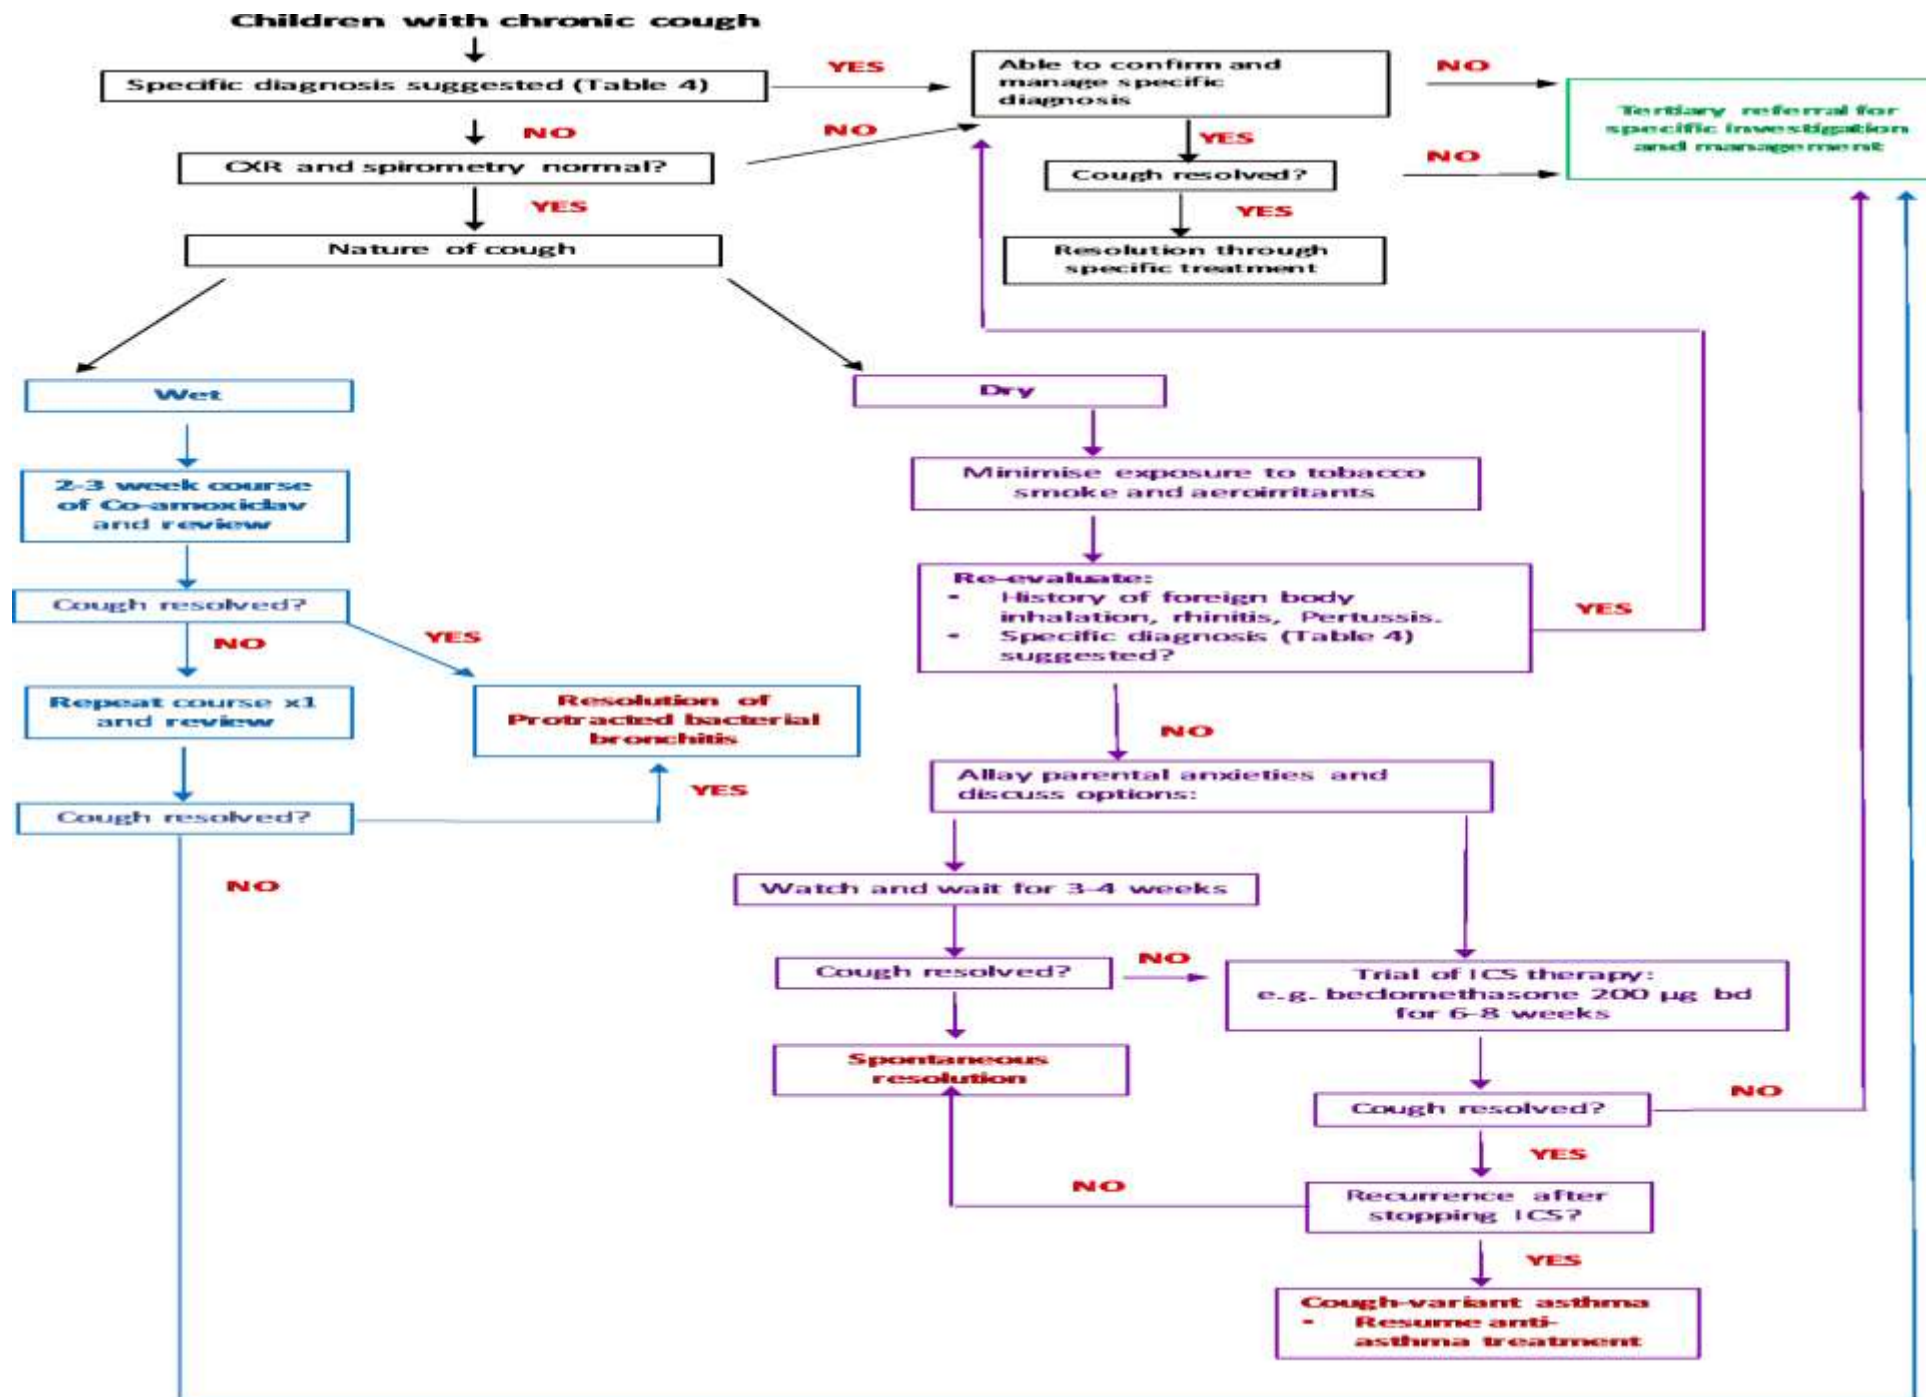 Children with chronic cough
Specific diagnosis suggested (Table 4)
YES
Able to confirm and
manage specific
diagnosis
NO
Tertiary referral for
specific investigation
and management
NO
NO
YES
CXR and spirometry normal?
Cough resolved?
NO
YES
YES
Nature of cough
Resolution through
specific treatment
Wet
Dry
2-3 week course
of Co-amoxiclav
and review
Minimise exposure to tobacco
smoke and aeroirritants
Cough resolved?
NO
YES
Re-evaluate:
• History of foreign body
inhalation, rhinitis, Pertussis.
• Specific diagnosis (Table 4)
suggested?
YES
Repeat course x1
and review
Resolution of
Protracted bacterial
bronchitis
NO
Cough resolved?
YES
NO
Allay parental anxieties and
discuss options:
Watch and wait for 3-4 weeks
Cough resolved?
NO
Trial of ICS therapy:
e.g. beclomethasone 200 µg bd
for 6-8 weeks
Spontaneous
resolution
Cough resolved?
NO
YES
NO
Recurrence after
stopping ICS?
YES
Cough-variant asthma
• Resume anti-
asthma treatment